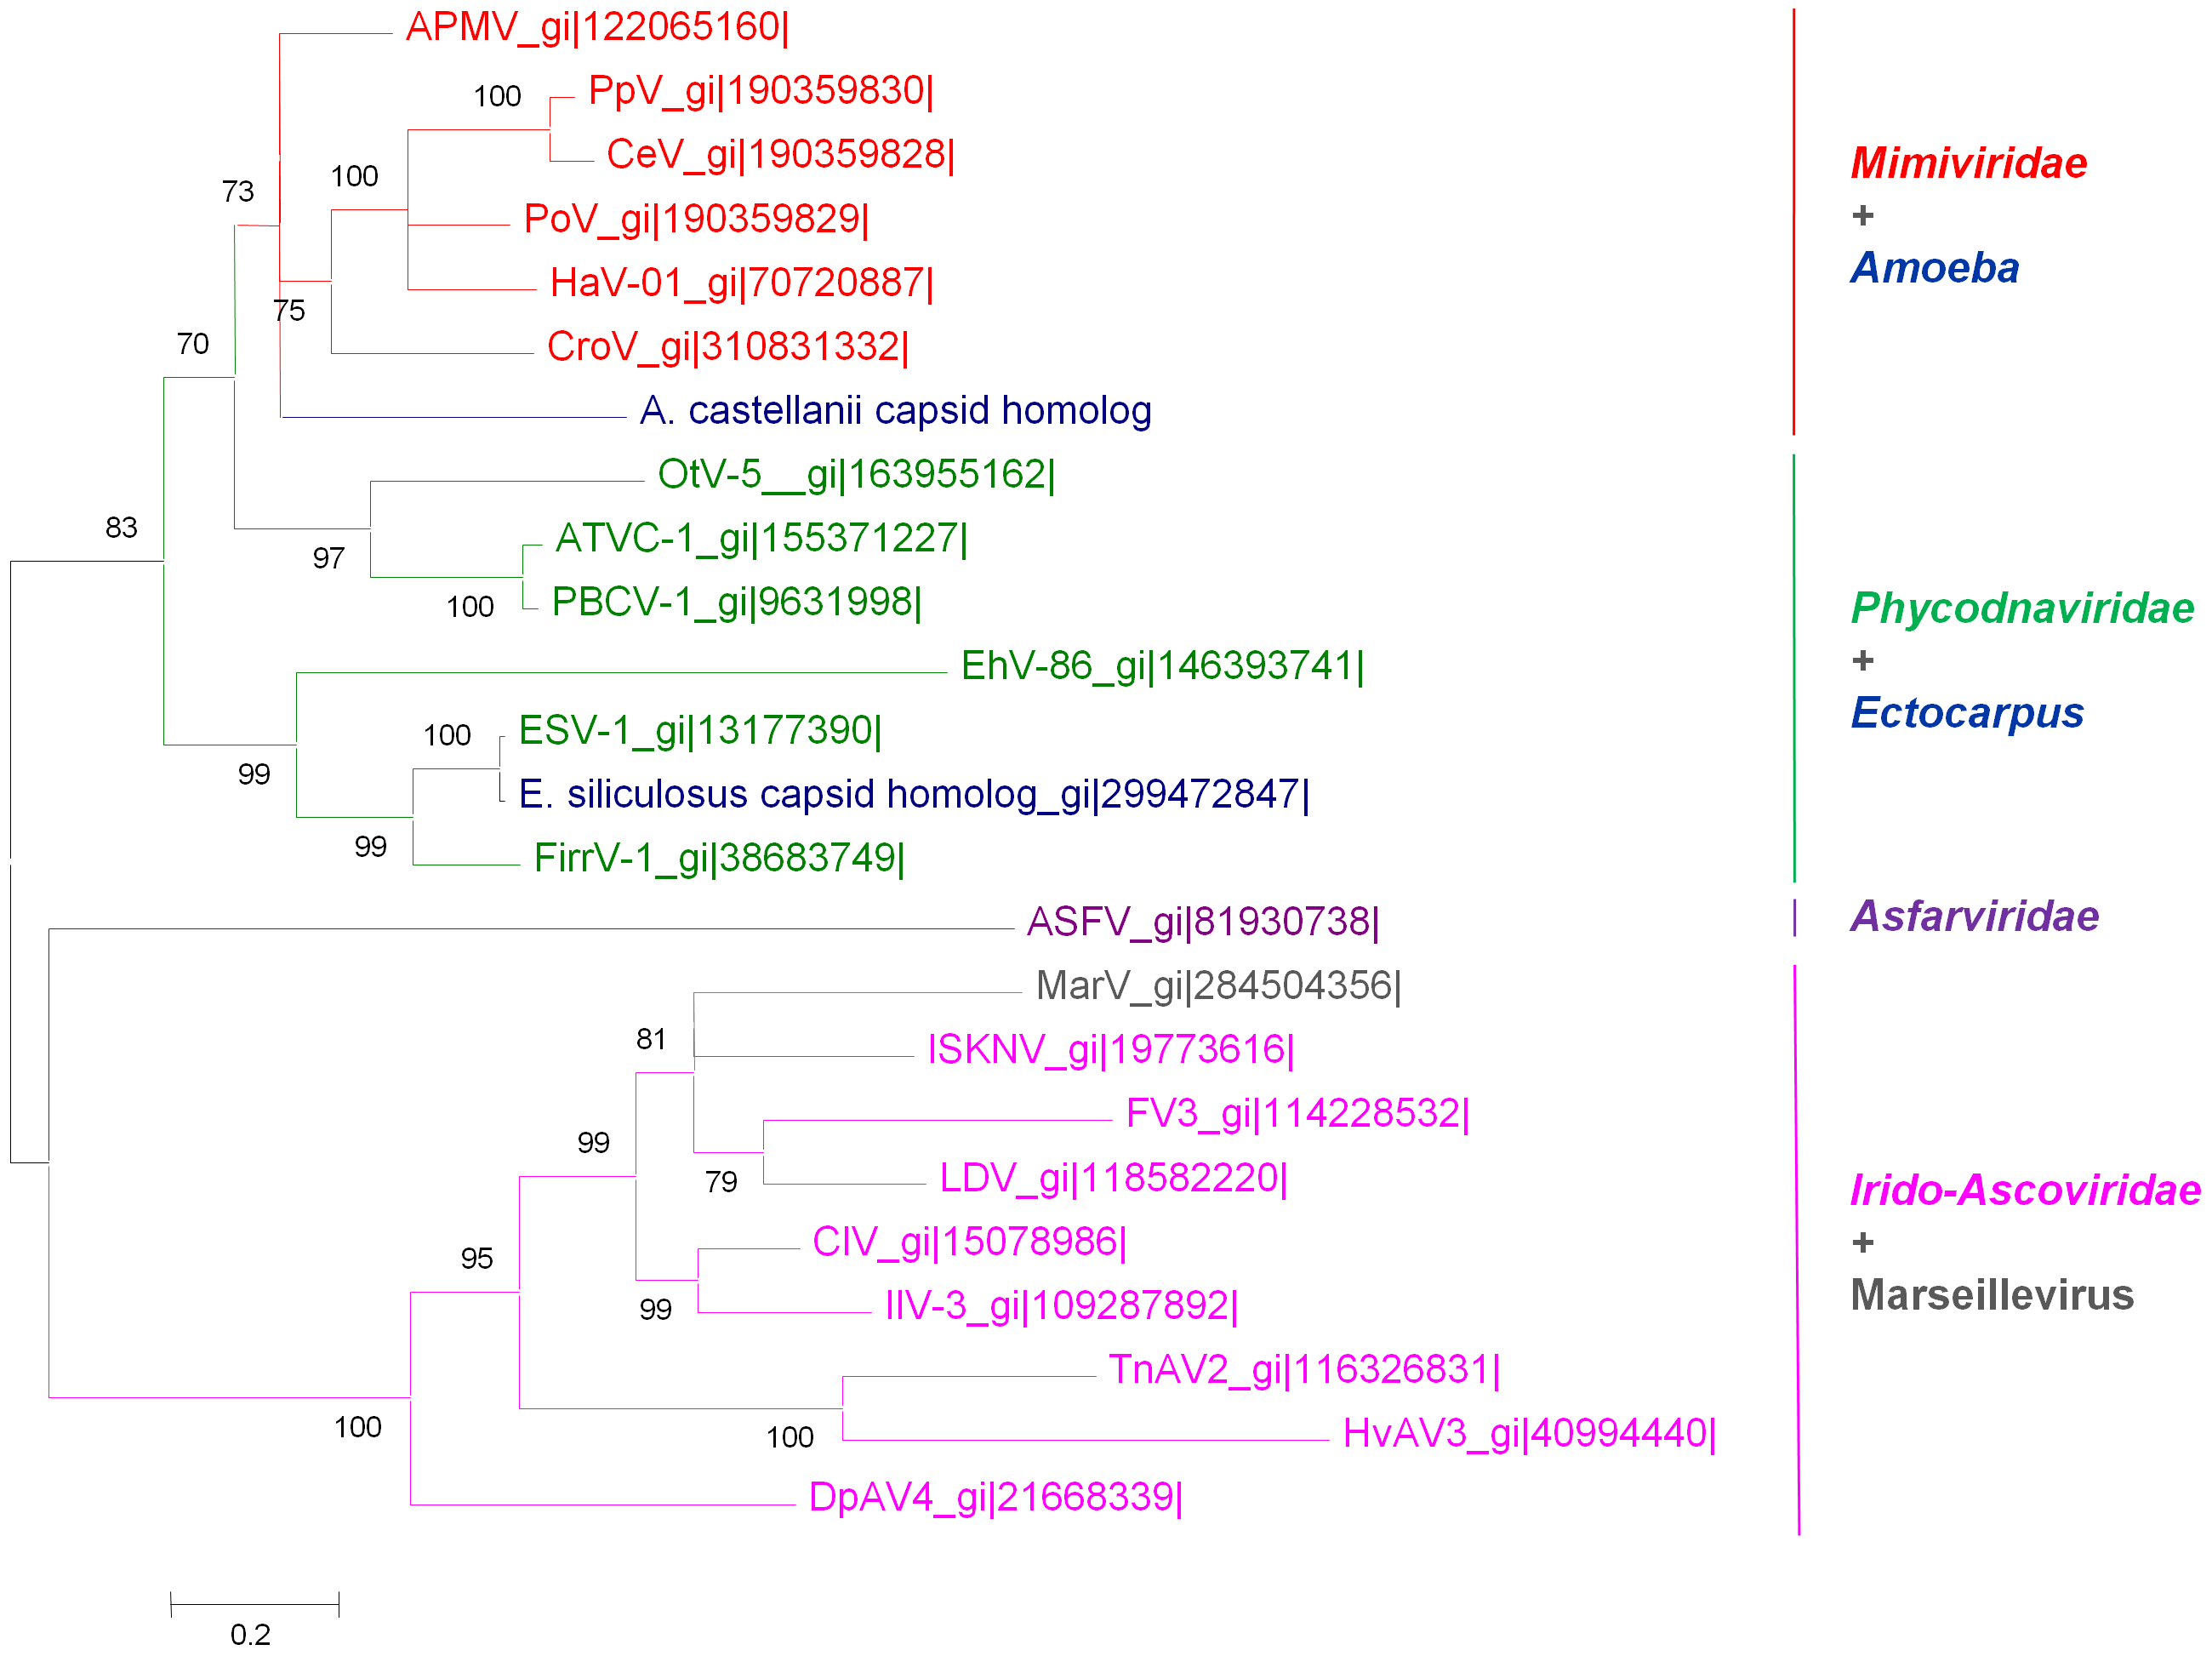 APMV_gi|122065160|
100
PpV_gi|190359830|
CeV_gi|190359828|
Mimiviridae
73
100
PoV_gi|190359829|
+
HaV-01_gi|70720887|
Amoeba
75
70
CroV_gi|310831332|
A. castellanii capsid homolog
OtV-5__gi|163955162|
83
97
ATVC-1_gi|155371227|
100
PBCV-1_gi|9631998|
Phycodnaviridae
EhV-86_gi|146393741|
+
100
ESV-1_gi|13177390|
Ectocarpus
99
E. siliculosus capsid homolog_gi|299472847|
99
FirrV-1_gi|38683749|
ASFV_gi|81930738|
Asfarviridae
MarV_gi|284504356|
81
ISKNV_gi|19773616|
FV3_gi|114228532|
99
79
LDV_gi|118582220|
Irido-Ascoviridae
95
CIV_gi|15078986|
+
99
IIV-3_gi|109287892|
Marseillevirus
TnAV2_gi|116326831|
100
100
HvAV3_gi|40994440|
DpAV4_gi|21668339|
0.2